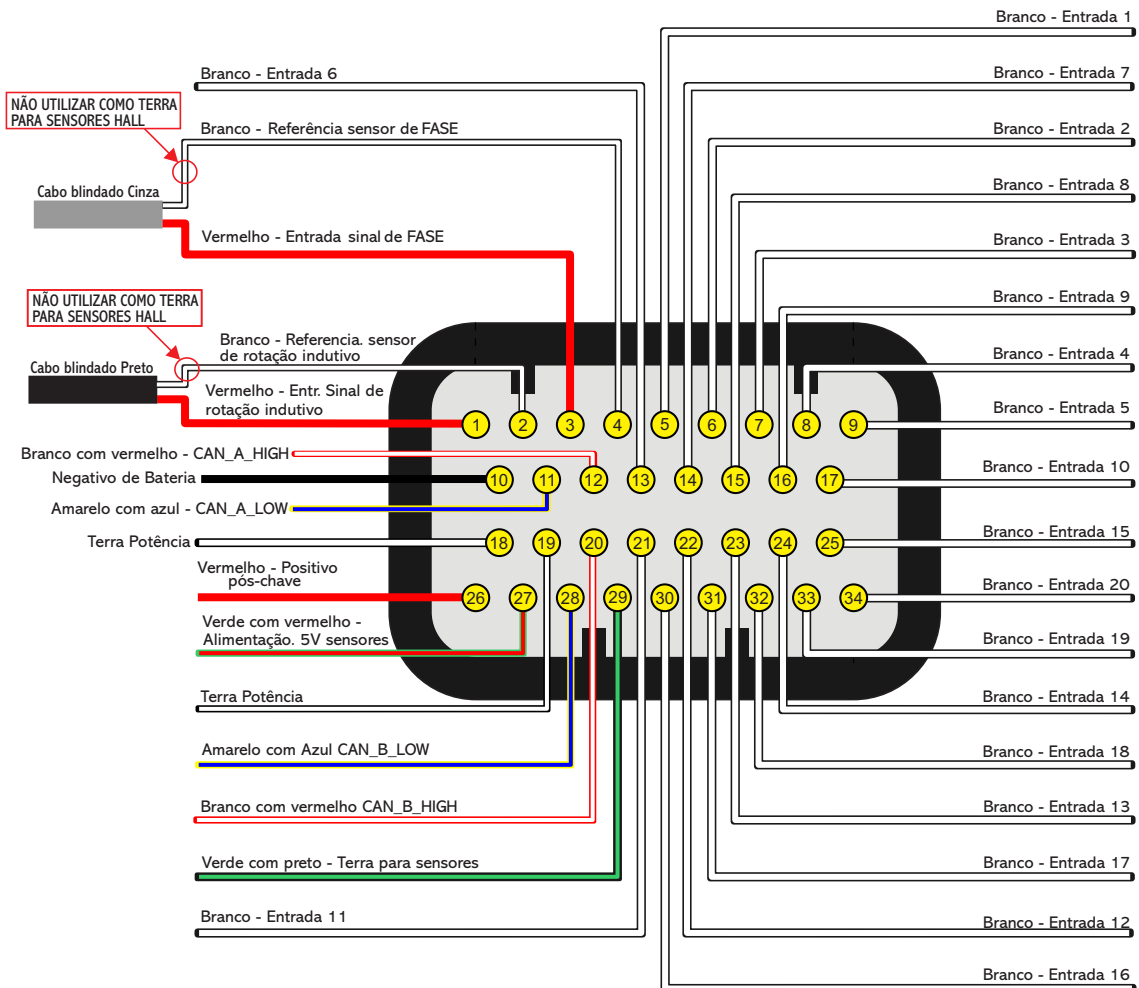 Branco - Entrada 1
Branco - Entrada 6
Branco - Entrada 7
NÃO UTILIZAR COMO TERRA
PARA SENSORES HALL
Branco - Referência sensor de FASE
Branco - Entrada 2
Cabo blindado Cinza
Branco - Entrada 8
Vermelho - Entrada sinal de FASE
Branco - Entrada 3
NÃO UTILIZAR COMO TERRA
PARA SENSORES HALL
Branco - Entrada 9
Branco - Referencia. sensor
de rotação indutivo
Branco - Entrada 4
Cabo blindado Preto
Vermelho - Entr. Sinal de
rotação indutivo
Branco - Entrada 5
1 2 3 4 5 6 7 8 9
Branco com vermelho - CAN_A_HIGH
Branco - Entrada 10
Negativo de Bateria
10 11 12 13 14 15 16 17
Amarelo com azul - CAN_A_LOW
Branco - Entrada 15
Terra Potência
18 19 20 21 22 23 24 25
Vermelho - Positivo
pós-chave
Branco - Entrada 20
26 27 28 29 30 31 32 33 34
Verde com vermelho -
Alimentação. 5V sensores
Branco - Entrada 19
Terra Potência
Branco - Entrada 14
Amarelo com Azul CAN_B_LOW
Branco - Entrada 18
Branco com vermelho CAN_B_HIGH
Branco - Entrada 13
Verde com preto - Terra para sensores
Branco - Entrada 17
Branco - Entrada 11
Branco - Entrada 12
Branco - Entrada 16